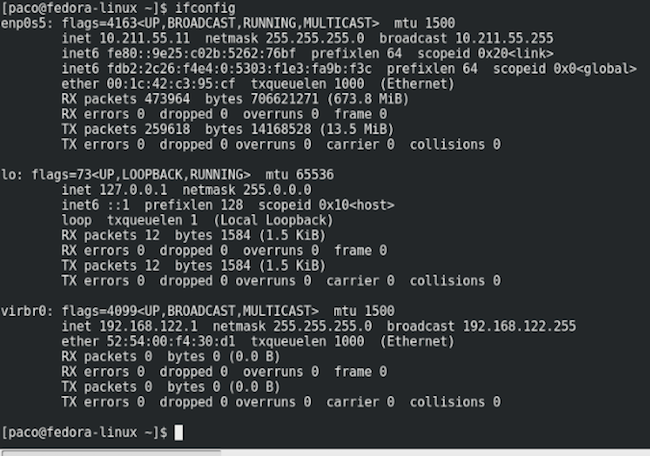 [paco@fedora-linux ~]$ ifconfig
enp0s5: flags=4163<UP,BROADCAST,RUNNING,MULTICAST>  mtu 1500
        inet 10.211.55.11  netmask 255.255.255.0  broadcast 10.211.55.255
        inet6 fe80::9e25:c02b:5262:76bf  prefixlen 64  scopeid 0x20<link>
        inet6 fdb2:2c26:f4e4:0:5303:f1e3:fa9b:f3c  prefixlen 64  scopeid 0x0<global>
        ether 00:1c:42:c3:95:cf  txqueuelen 1000  (Ethernet)
        RX packets 473964  bytes 706621271 (673.8 MiB)
        RX errors 0  dropped 0  overruns 0  frame 0
        TX packets 259618  bytes 14168528 (13.5 MiB)
        TX errors 0  dropped 0 overruns 0  carrier 0  collisions 0
lo: flags=73<UP,LOOPBACK,RUNNING>  mtu 65536
        inet 127.0.0.1  netmask 255.0.0.0
        inet6 ::1  prefixlen 128  scopeid 0x10<host>
        loop  txqueuelen 1  (Local Loopback)
        RX packets 12  bytes 1584 (1.5 KiB)
        RX errors 0  dropped 0  overruns 0  frame 0
        TX packets 12  bytes 1584 (1.5 KiB)
        TX errors 0  dropped 0 overruns 0  carrier 0  collisions 0
virbr0: flags=4099<UP,BROADCAST,MULTICAST>  mtu 1500
        inet 192.168.122.1  netmask 255.255.255.0  broadcast 192.168.122.255
        ether 52:54:00:f4:30:d1  txqueuelen 1000  (Ethernet)
        RX packets 0  bytes 0 (0.0 B)
        RX errors 0  dropped 0  overruns 0  frame 0
        TX packets 0  bytes 0 (0.0 B)
        TX errors 0  dropped 0 overruns 0  carrier 0  collisions 0
[paco@fedora-linux ~]$